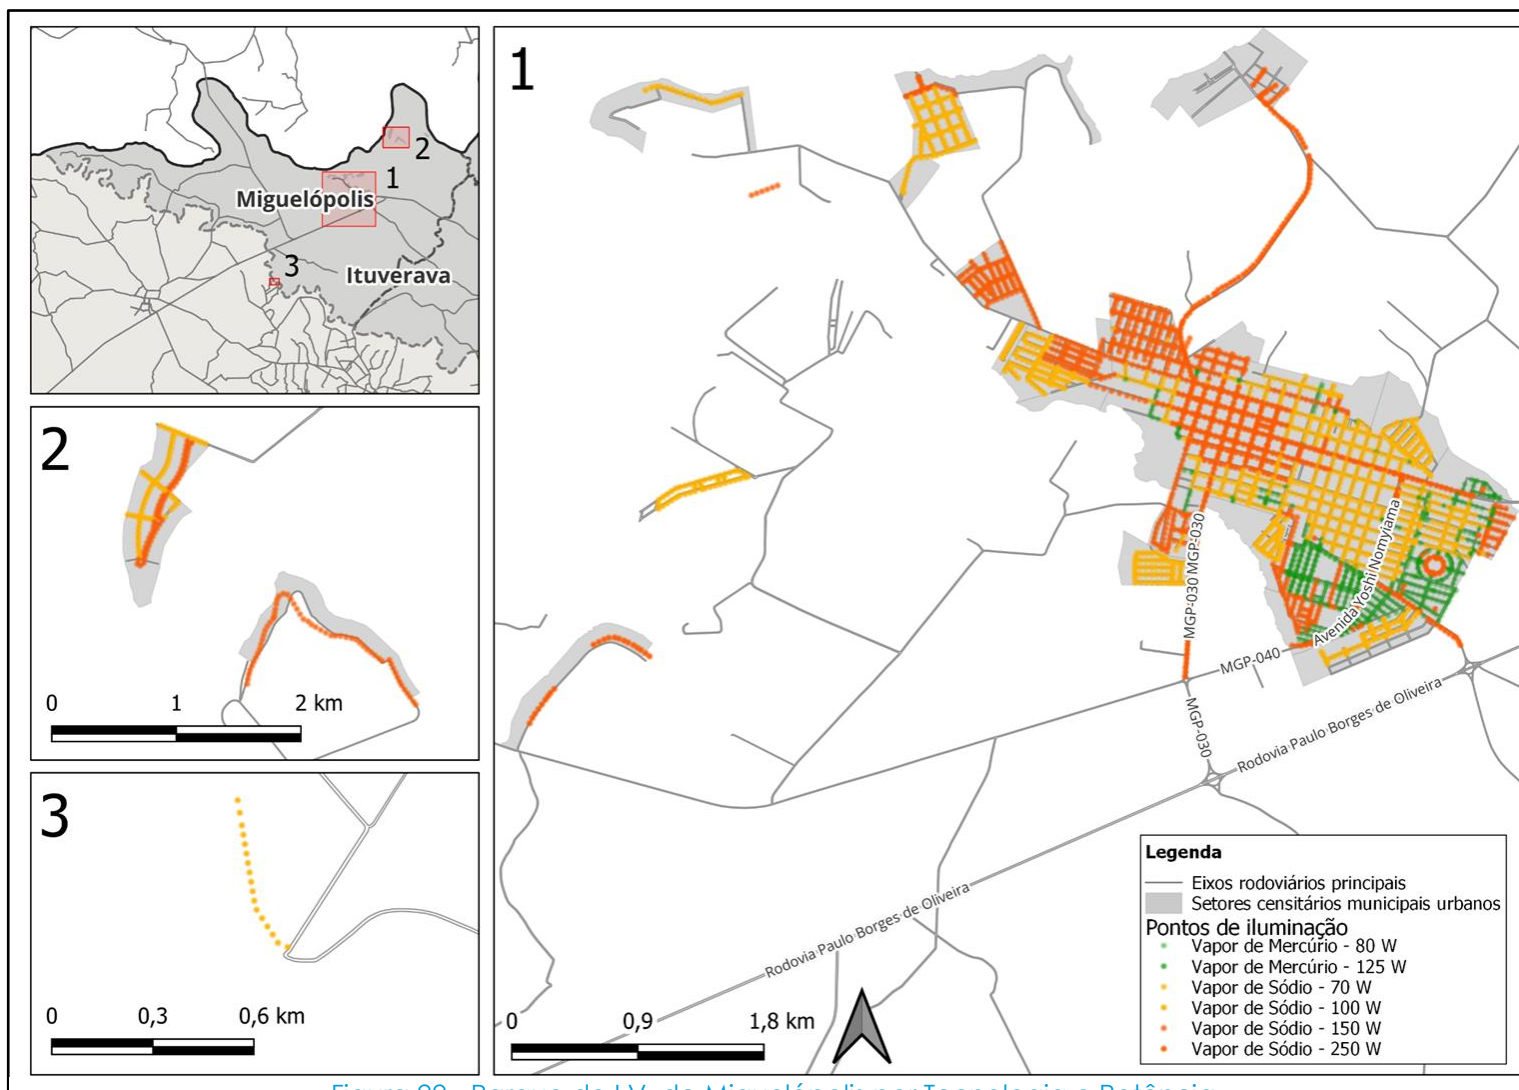 1
2
1
Miguelópolis
3
Ituverava
2
0 1 2 km
3
0 0,3 0,6 km
MGP-030
MGP-030
Avenida Yoshi Nomyiama
MGP-040
MGP-030
Rodovia Paulo Borges de Oliveira
Rodovia Paulo Borges de Oliveira
0 0,9 1,8 km
Legenda
Eixos rodoviários principais
Setores censitários municipais urbanos
Pontos de iluminação
Vapor de Mercúrio - 80 W
Vapor de Mercúrio - 125 W
Vapor de Sódio - 70 W
Vapor de Sódio - 100 W
Vapor de Sódio - 150 W
Vapor de Sódio - 250 W